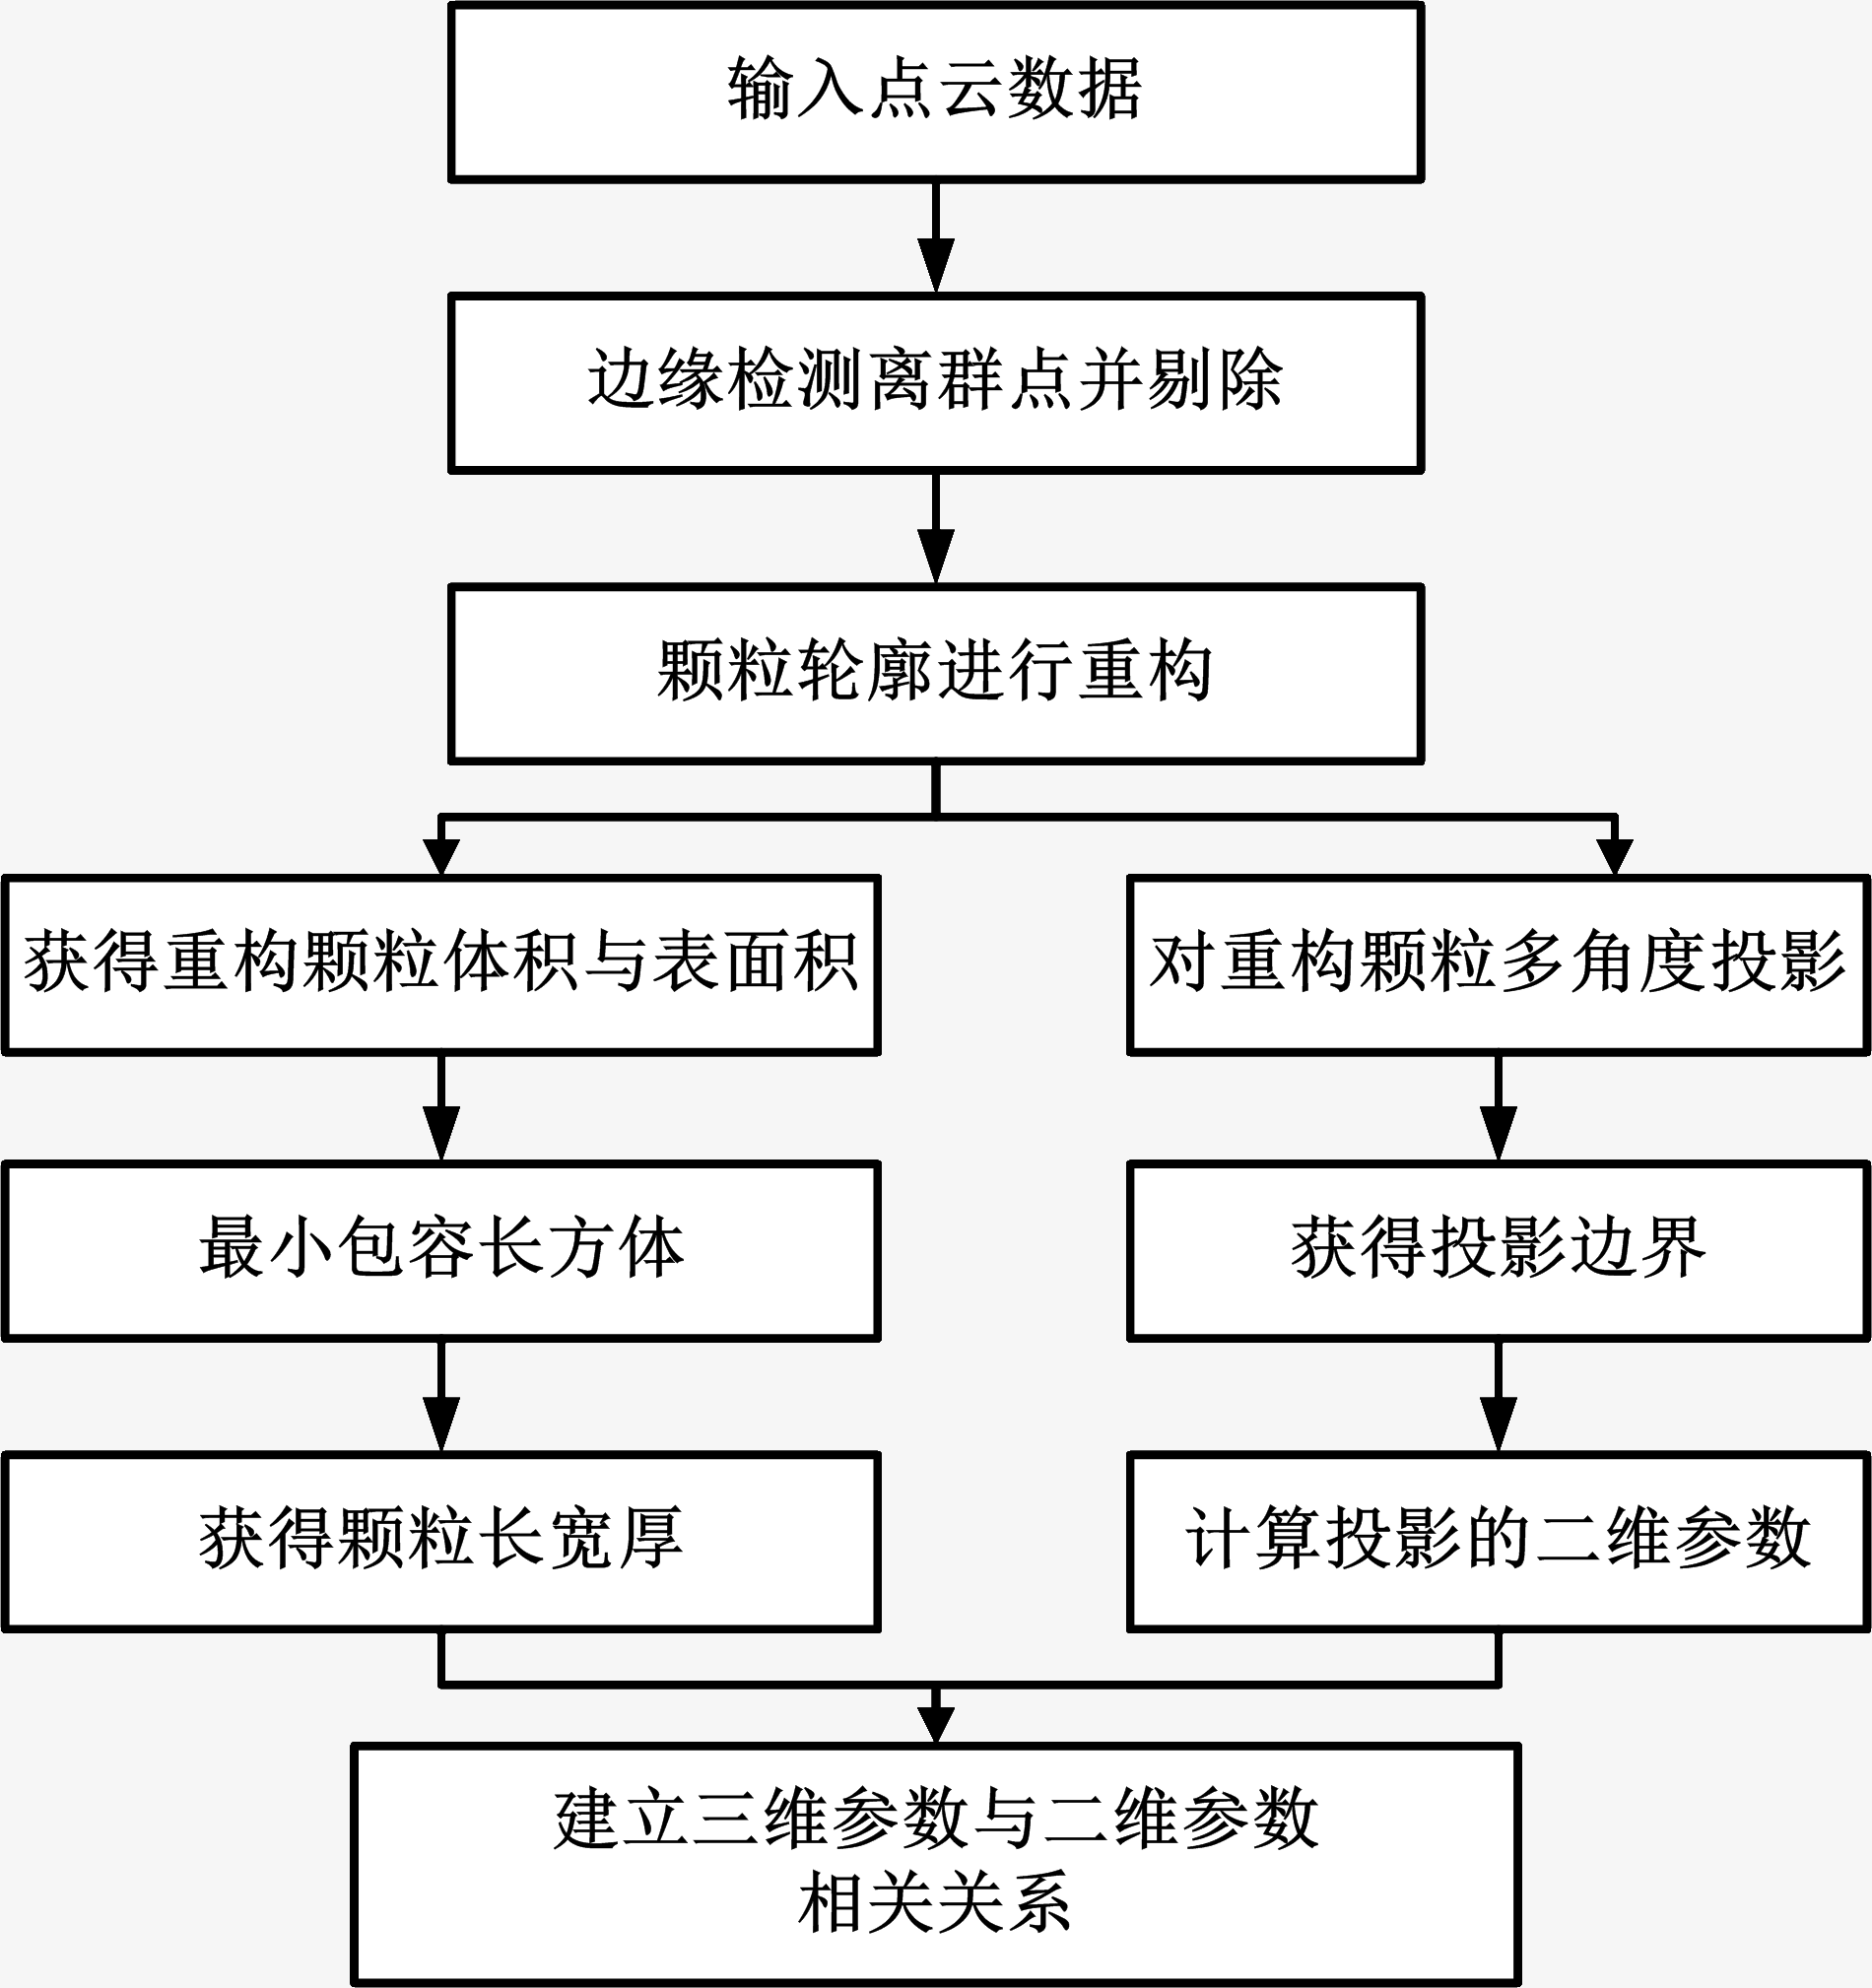 输入点云数据
边缘检测离群点并剔除
颗粒轮廓进行重构
获得重构颗粒体积与表面积
对重构颗粒多角度投影
最小包容长方体
获得投影边界
获得颗粒长宽厚
计算投影的二维参数
建立三维参数与二维参数
相关关系